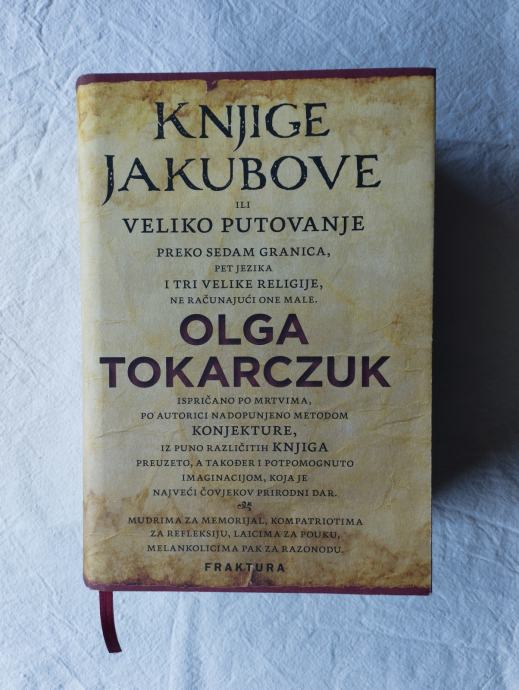 KNJIGE
JAKUBOVE
ILI
VELIKO PUTOVANJE
PREKO SEDAM GRANICA,
PET JEZIKA
I TRI VELIKE RELIGIJE,
NE RAČUNAJUĆI ONE MALE.
OLGA
TOKARCZUK
ISPRIČANO PO MRTVIMA,
PO AUTORICI NADOPUNJENO METODOM
KONJEKTURE,
IZ PUNO RAZLIČITIH KNJIGA
PREUZETO, A TAKOĐER I POTPOMOGNUTO
IMAGINACIJOM, KOJA JE
NAJVEĆI ČOVJEKOV PRIRODNI DAR.
MUDRIMA ZA MEMORIJAL, KOMPATRIOTIMA
ZA REFLEKSIJU, LAICIMA ZA POUKU,
MELANKOLICIMA PAK ZA RAZONODU.
FRAKTURA